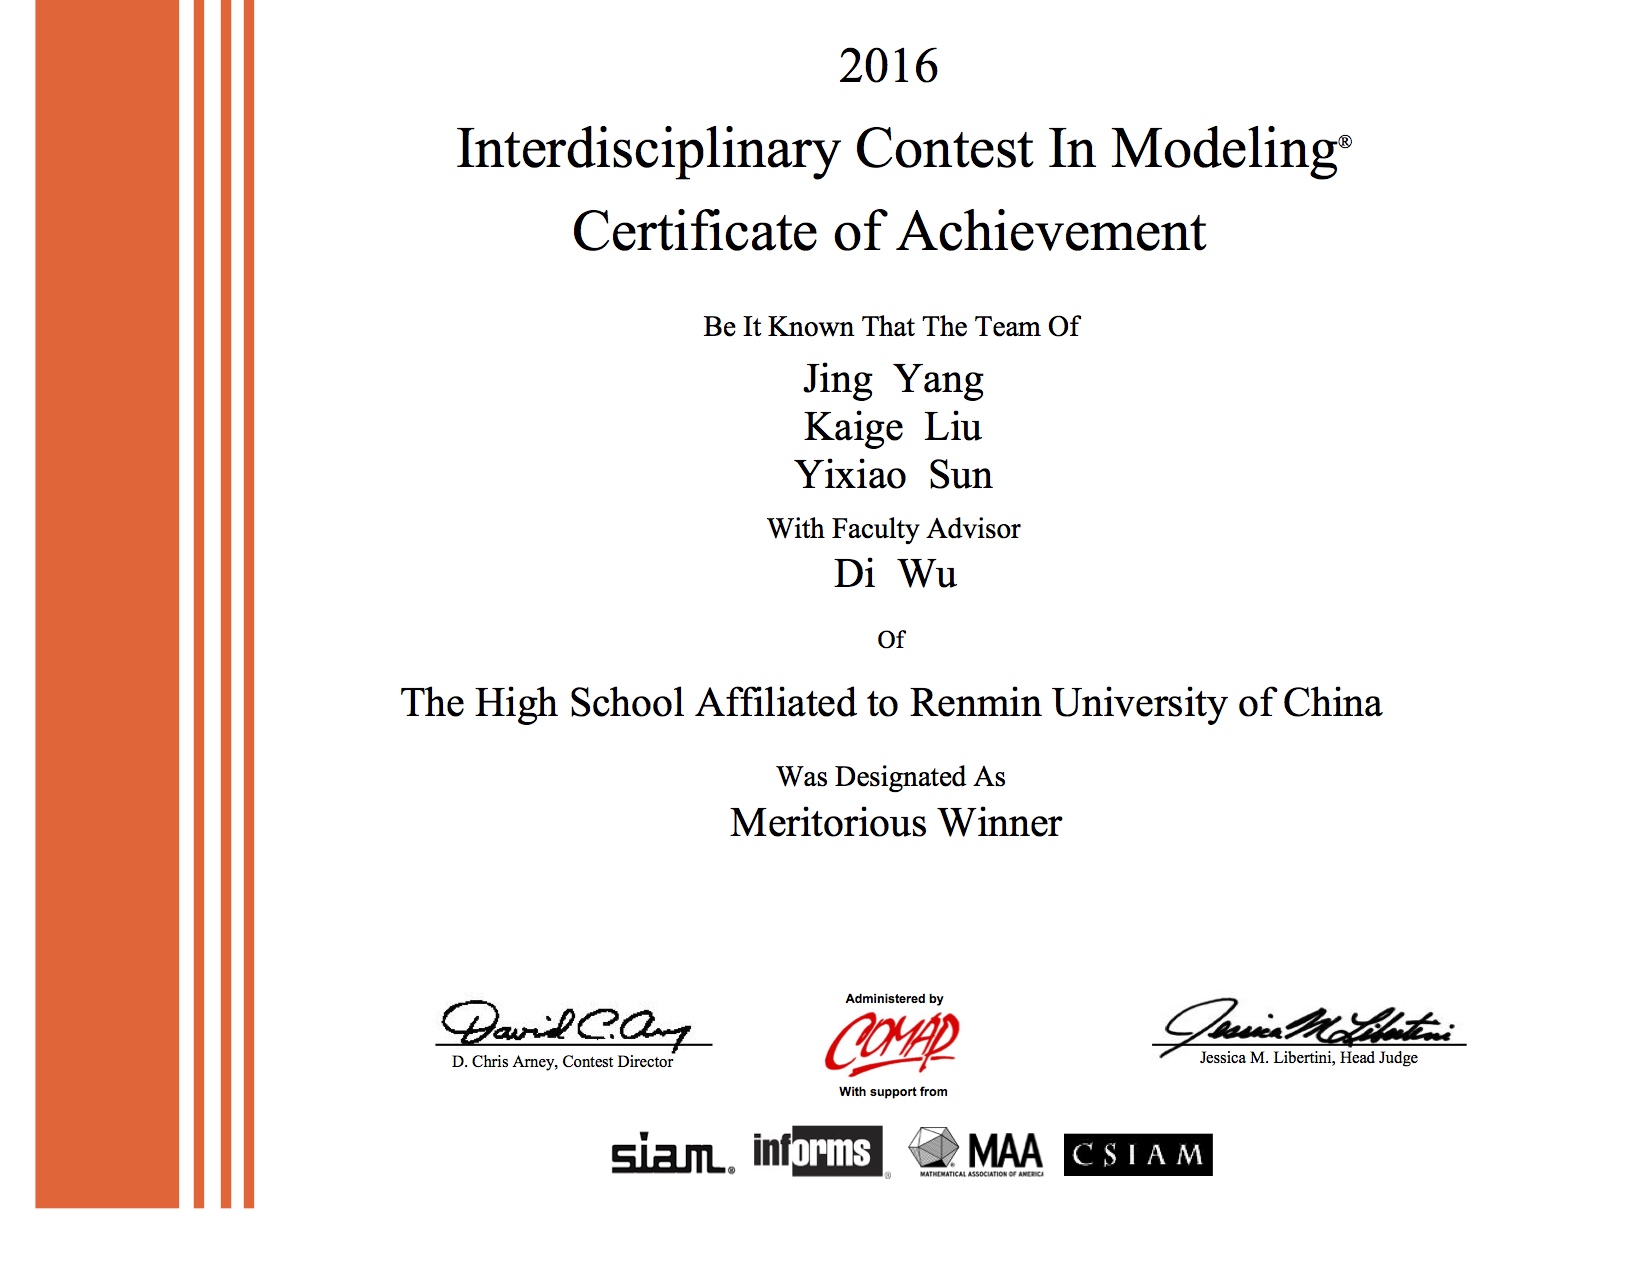 2016
Interdisciplinary Contest In Modeling®
Certificate of Achievement
Be It Known That The Team Of
Jing Yang
Kaige Liu
Yixiao Sun
With Faculty Advisor
Di Wu
Of
The High School Affiliated to Renmin University of China
Was Designated As
Meritorious Winner
David C. Arney
D. Chris Arney, Contest Director
Administered by
COMAP
With support from
Jessica M Libertini
Jessica M. Libertini, Head Judge
siam®
informs®
MAA
MATHEMATICAL ASSOCIATION OF AMERICA
CSIAM